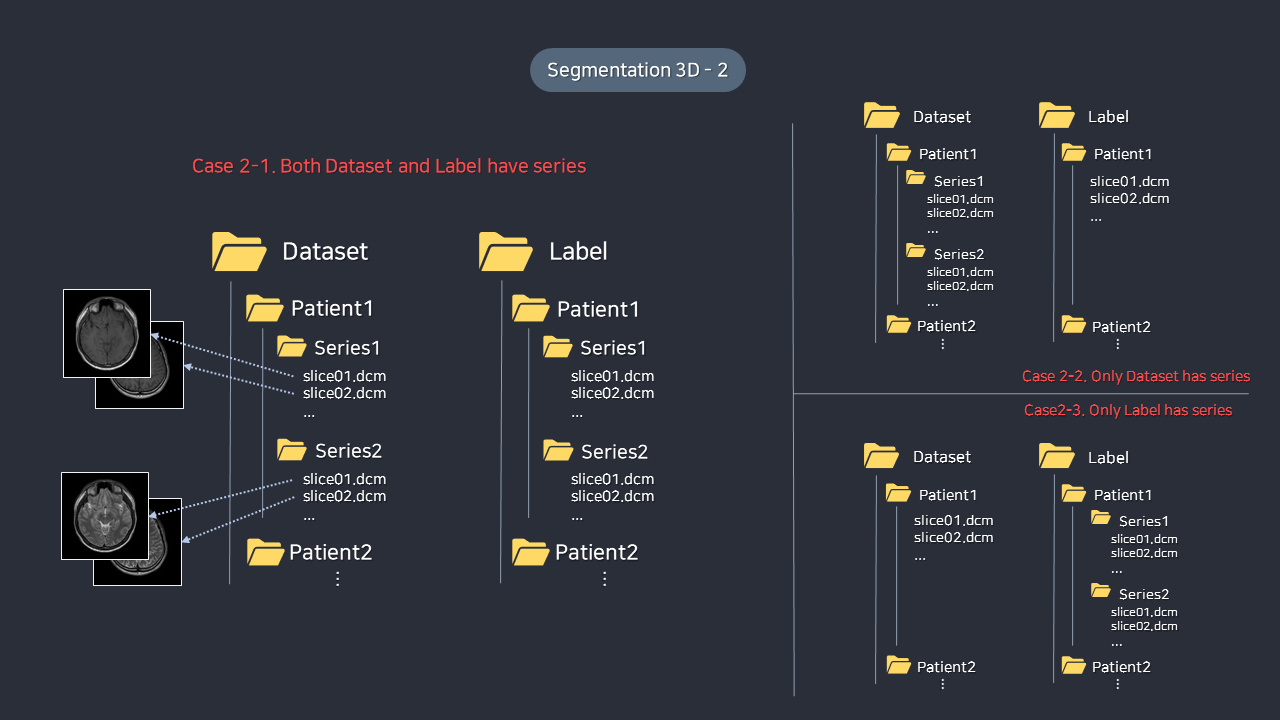 Segmentation 3D - 2
Case 2-1. Both Dataset and Label have series
Dataset
Patient1
Series1
slice01.dcm
slice02.dcm
...
Series2
slice01.dcm
slice02.dcm
...
Patient2
⋮
Label
Patient1
Series1
slice01.dcm
slice02.dcm
...
Series2
slice01.dcm
slice02.dcm
...
Patient2
⋮
Dataset
Patient1
Series1
slice01.dcm
slice02.dcm
...
Series2
slice01.dcm
slice02.dcm
...
Patient2
⋮
Label
Patient1
slice01.dcm
slice02.dcm
...
Patient2
⋮
Case 2-2. Only Dataset has series
Case2-3. Only Label has series
Dataset
Patient1
slice01.dcm
slice02.dcm
...
Patient2
⋮
Label
Patient1
Series1
slice01.dcm
slice02.dcm
...
Series2
slice01.dcm
slice02.dcm
...
Patient2
⋮